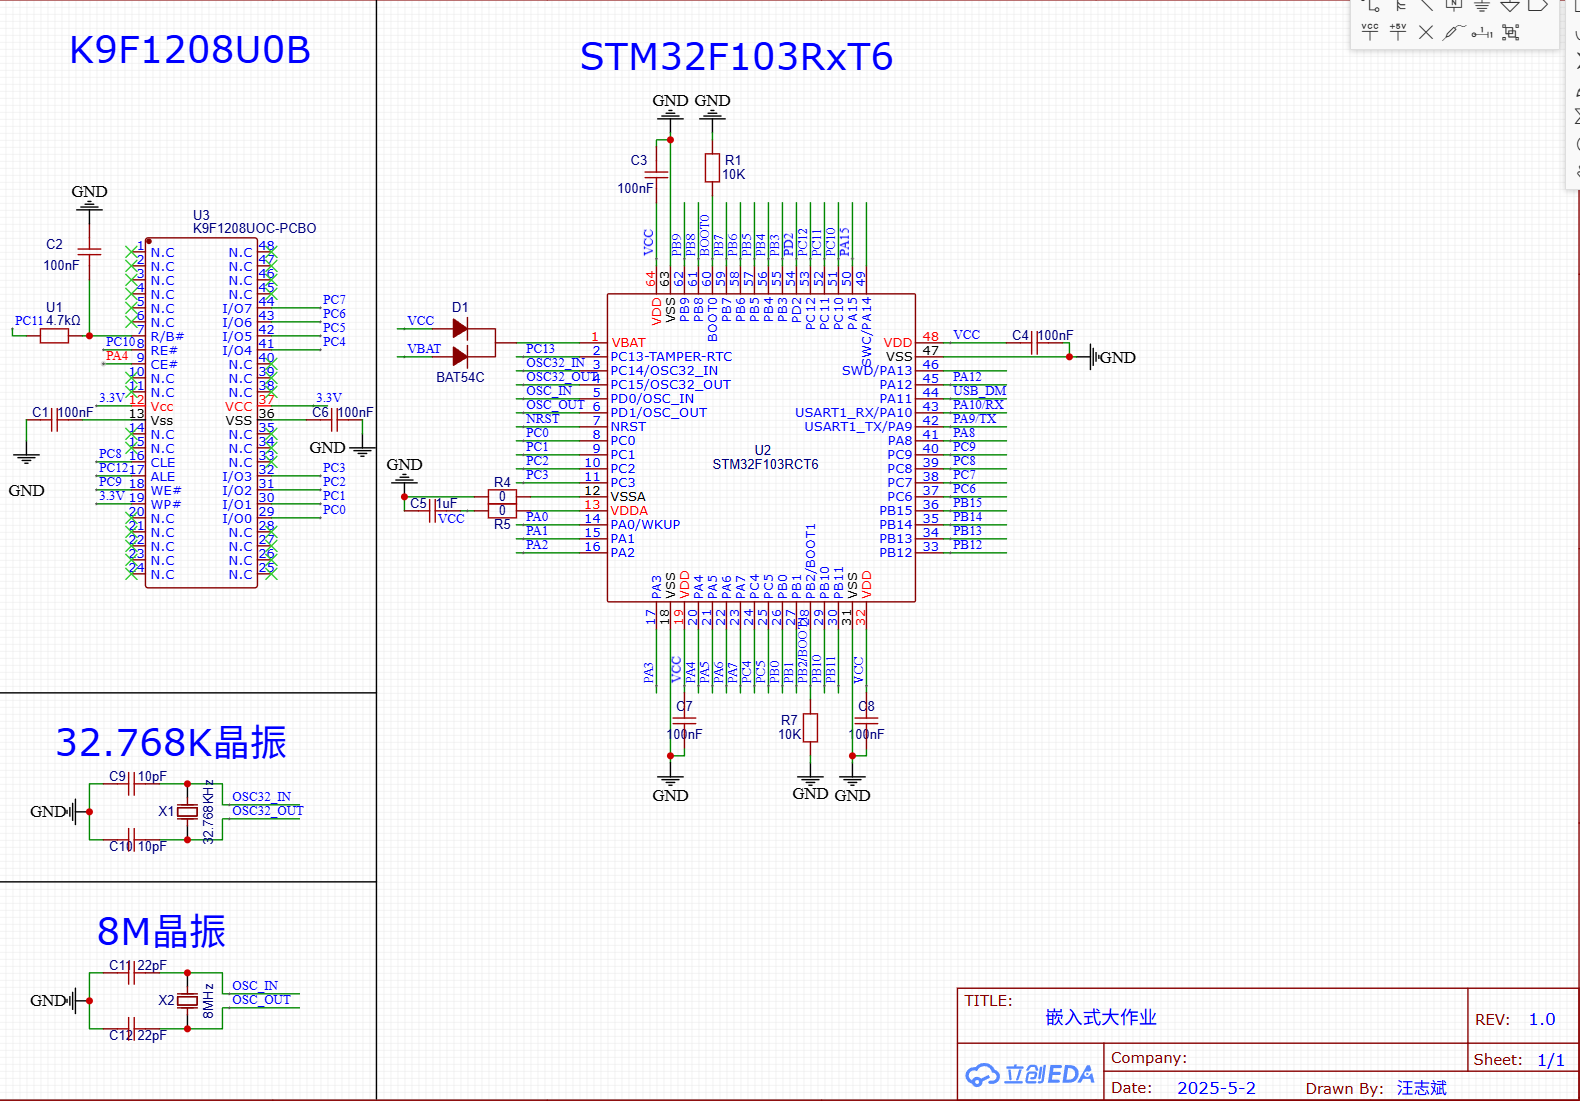 K9F1208U0B
STM32F103RxT6
VCC
+5V
GND
C2
100nF
U1
PC11 4.7kΩ
U3
K9F1208UOC-PCBO
1 N.C
2 N.C
3 N.C
4 N.C
5 N.C
6 N.C
7 R/B#
PC10 8 RE#
PA4 9 CE#
10 N.C
11 N.C
3.3V 12 Vcc
13 Vss
14 N.C
15 N.C
PC8 16 CLE
PC12 17 ALE
PC9 18 WE#
3.3V 19 WP#
20 N.C
21 N.C
22 N.C
23 N.C
24 N.C
N.C 48
N.C 47
N.C 46
N.C 45
I/O7 44 PC7
I/O6 43 PC6
I/O5 42 PC5
I/O4 41 PC4
N.C 40
N.C 39
N.C 38
VCC 37 3.3V
VSS 36
N.C 35
N.C 34
N.C 33
I/O3 32 PC3
I/O2 31 PC2
I/O1 30 PC1
I/O0 29 PC0
N.C 28
N.C 27
N.C 26
N.C 25
C1 100nF
GND
C6 100nF
GND
GND GND
C3
100nF
R1
10K
VCC 64 VDD
63 VSS
PB9 62 PB9
PB8 61 PB8
BOOT0 60 BOOT0
PB7 59 PB7
PB6 58 PB6
PB5 57 PB5
PB4 56 PB4
PB3 55 PB3
PD2 54 PD2
PC12 53 PC12
PC11 52 PC11
PC10 51 PC10
PA15 50 PA15
49 SWC/PA14
D1
VCC
VBAT
BAT54C
1 VBAT
PC13 2 PC13-TAMPER-RTC
OSC32_IN 3 PC14/OSC32_IN
OSC32_OUT 4 PC15/OSC32_OUT
OSC_IN 5 PD0/OSC_IN
OSC_OUT 6 PD1/OSC_OUT
NRST 7 NRST
PC0 8 PC0
PC1 9 PC1
PC2 10 PC2
PC3 11 PC3
12 VSSA
13 VDDA
PA0 14 PA0/WKUP
PA1 15 PA1
PA2 16 PA2
GND
R4
0
C5 1uF
VCC
0
R5
U2
STM32F103RCT6
VDD 48 VCC
VSS 47
SWD/PA13 46
PA12 45 PA12
PA11 44 USB_DM
USART1_RX/PA10 43 PA10/RX
USART1_TX/PA9 42 PA9/TX
PA8 41 PA8
PC9 40 PC9
PC8 39 PC8
PC7 38 PC7
PC6 37 PC6
PB15 36 PB15
PB14 35 PB14
PB13 34 PB13
PB12 33 PB12
C4 100nF
GND
PA3 17 PA3
VSS 18
VDD 19 VCC
PA4 20 PA4
PA5 21 PA5
PA6 22 PA6
PA7 23 PA7
PC4 24 PC4
PC5 25 PC5
PB0 26 PB0
PB1 27 PB1
PB2/BOOT1 28 PB2/BOOT1
PB10 29 PB10
PB11 30 PB11
VSS 31
VDD 32 VCC
C7
100nF
GND
R7
10K
GND
C8
100nF
GND
32.768K晶振
C9 10pF
GND
X1
32.768KHz
OSC32_IN
OSC32_OUT
C10 10pF
8M晶振
C11 22pF
GND
X2
8MHz
OSC_IN
OSC_OUT
C12 22pF
TITLE:
嵌入式大作业
REV: 1.0
立创EDA
Company:
Sheet: 1/1
Date: 2025-5-2
Drawn By: 汪志斌